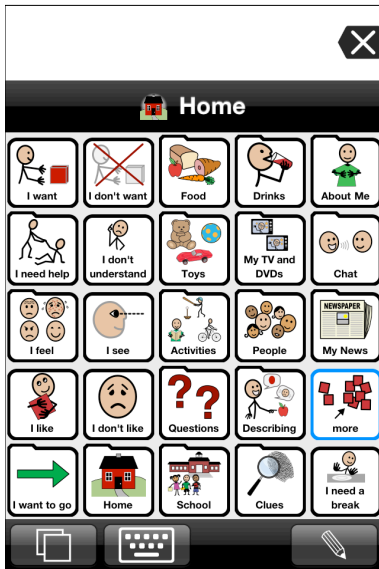 Home
I want
I don't want
Food
Drinks
About Me
I need help
I don't
understand
Toys
My TV and
DVDs
Chat
I feel
I see
Activities
People
NEWSPAPER
My News
I like
I don't like
??
Questions
Describing
more
I want to go
Home
School
Clues
I need a
break